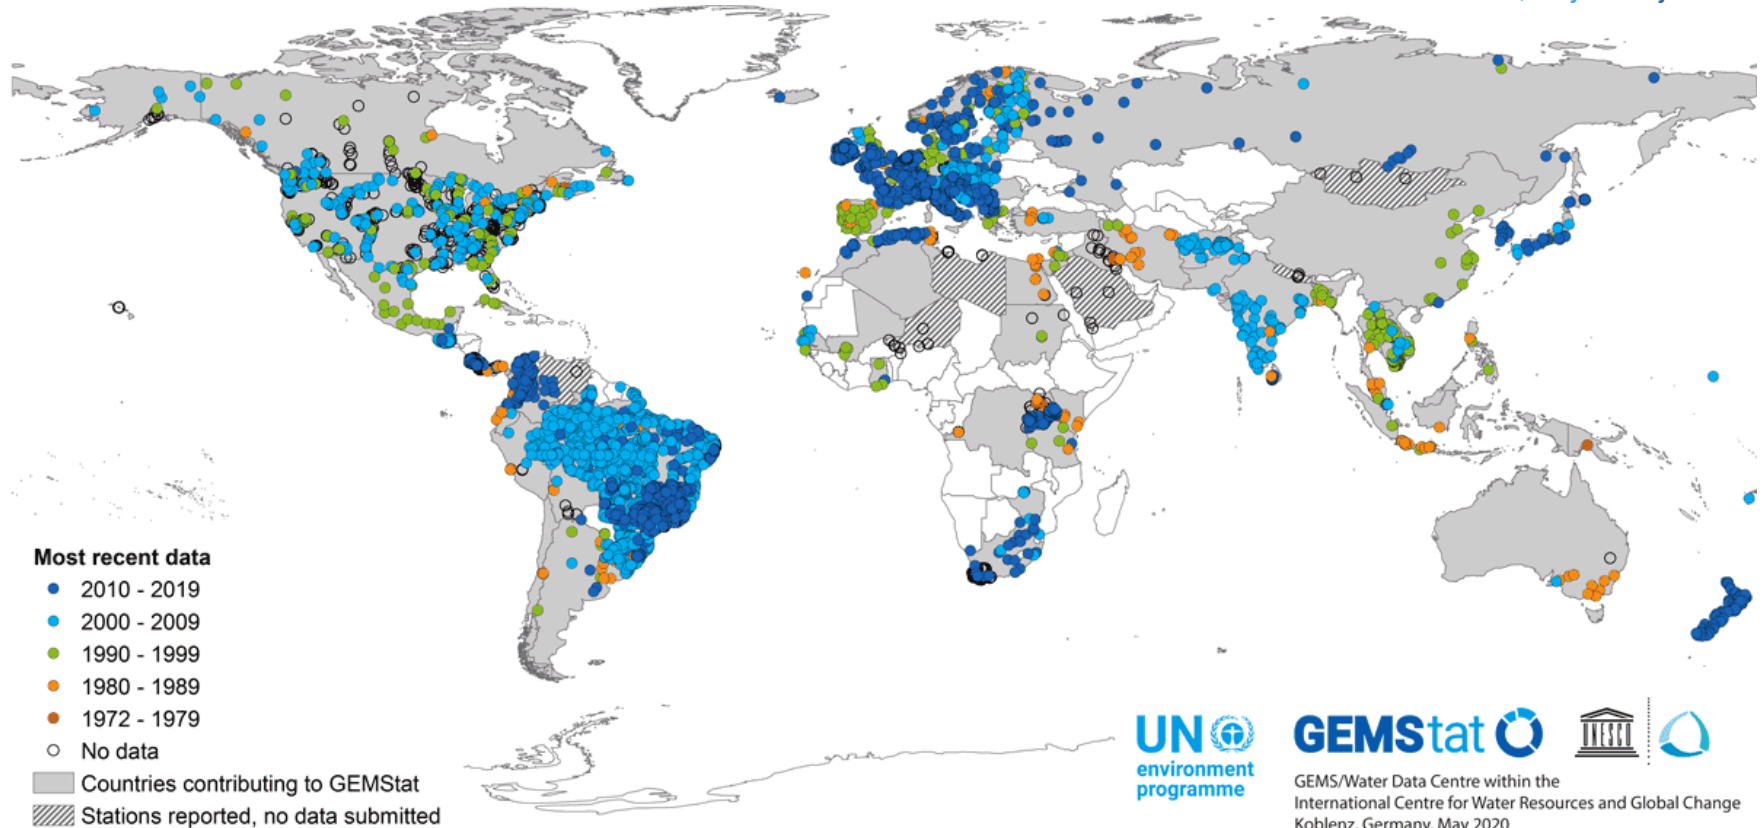 Most recent data
2010 - 2019
2000 - 2009
1990 - 1999
1980 - 1989
1972 - 1979
No data
Countries contributing to GEMStat
Stations reported, no data submitted
UN
environment
programme
GEMStat
UNESCO
GEMS/Water Data Centre within the
International Centre for Water Resources and Global Change
Koblenz, Germany, May 2020